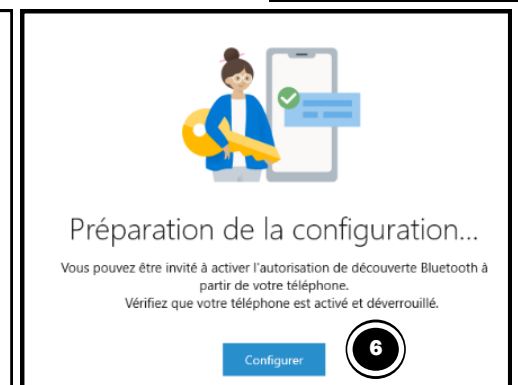 Préparation de la configuration...
Vous pouvez être invité à activer l'autorisation de découverte Bluetooth à
partir de votre téléphone.
Vérifiez que votre téléphone est activé et déverrouillé.
Configurer
6